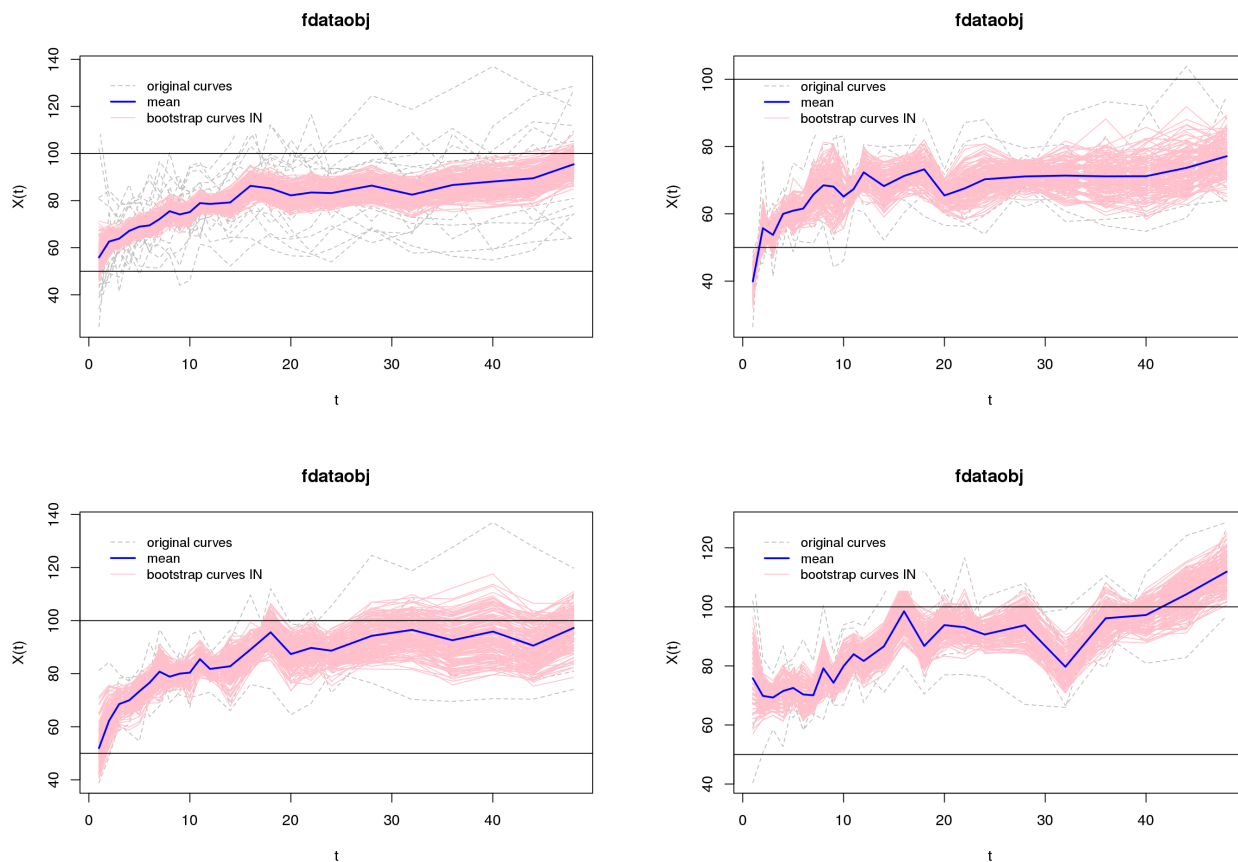 fdataobj
X(t)
140
120
100
80
60
40
original curves
mean
bootstrap curves IN
0 10 20 30 40
t
fdataobj
X(t)
100
80
60
40
original curves
mean
bootstrap curves IN
0 10 20 30 40
t
fdataobj
X(t)
140
120
100
80
60
40
original curves
mean
bootstrap curves IN
0 10 20 30 40
t
fdataobj
X(t)
120
100
80
60
40
original curves
mean
bootstrap curves IN
0 10 20 30 40
t